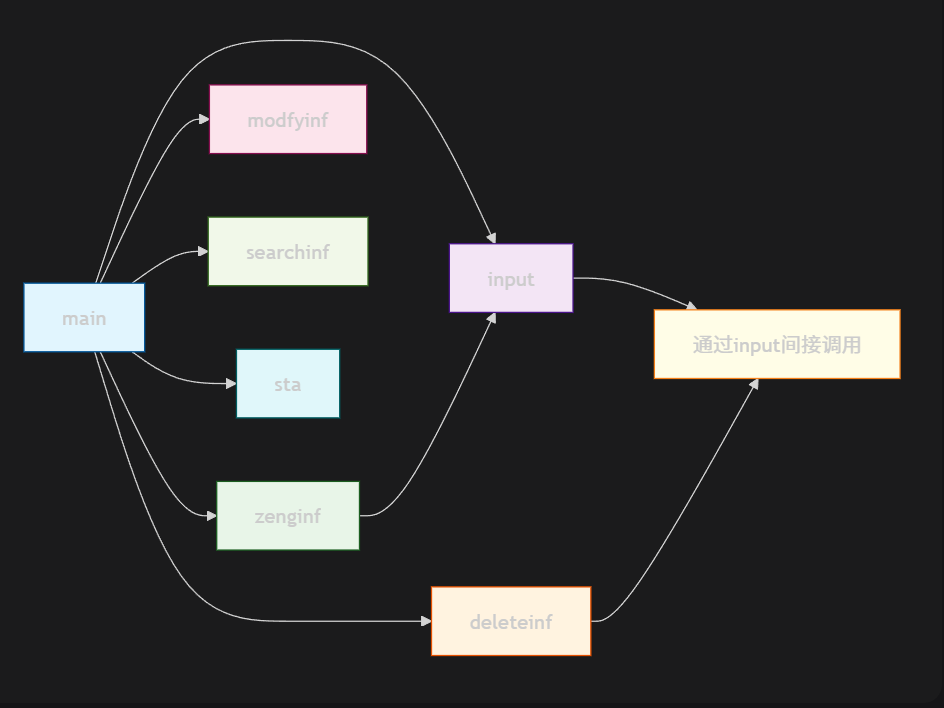 modfyinf
searchinf
input
main
通过input间接调用
sta
zenginf
deleteinf